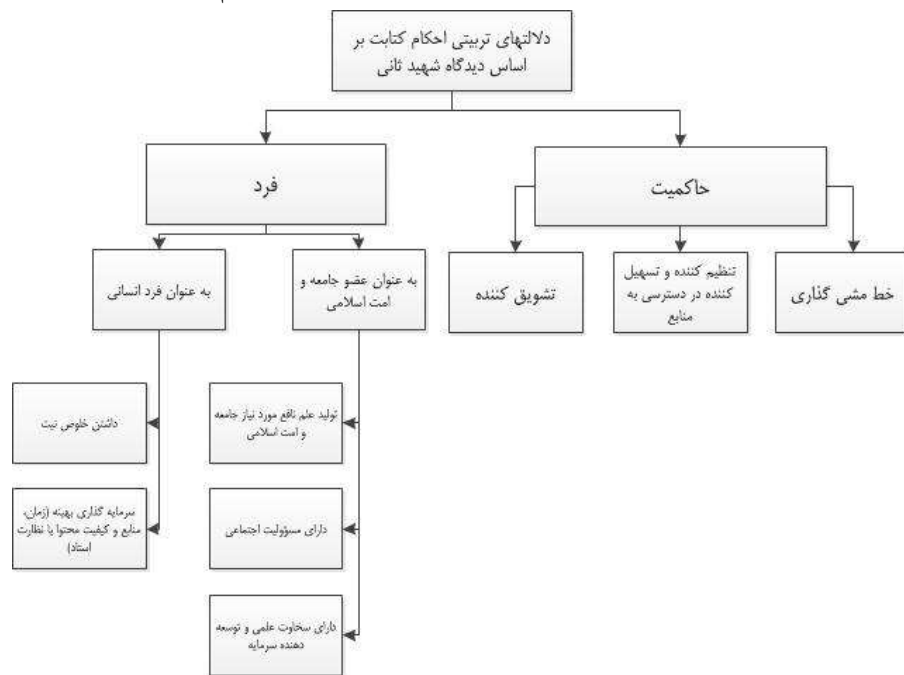 دلالتهای تربیتی احکام کتابت بر
اساس دیدگاه شهید ثانی
حاکمیت
فرد
خط مشی گذاری
تنظیم کننده و تسهیل
کننده در دسترسی به
منابع
تشویق کننده
به عنوان عضو جامعه و
امت اسلامی
به عنوان فرد انسانی
تولید علم نافع مورد نیاز جامعه
و امت اسلامی
دارای مسؤولیت اجتماعی
دارای سخاوت علمی و توسعه
دهنده سرمایه
داشتن خلوص نیت
سرمایه گذاری بهینه (زمان،
منابع و کیفیت محتوا با نظارت
استاد)